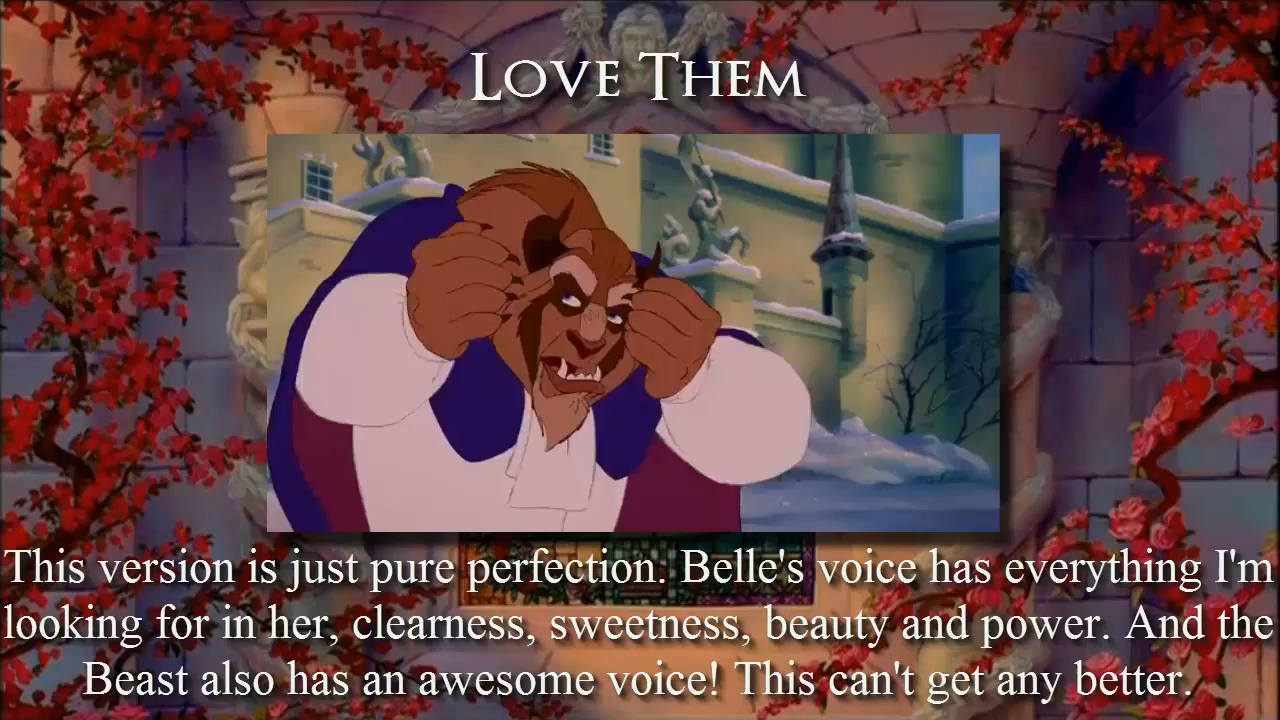 Love Them
This version is just pure perfection. Belle's voice has everything I'm
looking for in her, clearness, sweetness, beauty and power. And the
Beast also has an awesome voice! This can't get any better.